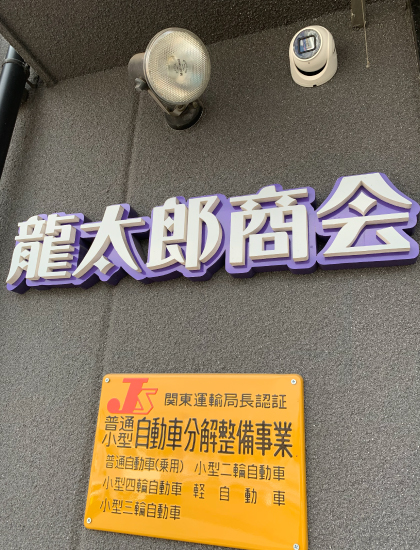 龍太郎商会
JS 関東運輸局長認証
普通
小型 自動車分解整備事業
普通自動車(乗用) 小型二輪自動車
小型四輪自動車 軽自動車
小型三輪自動車